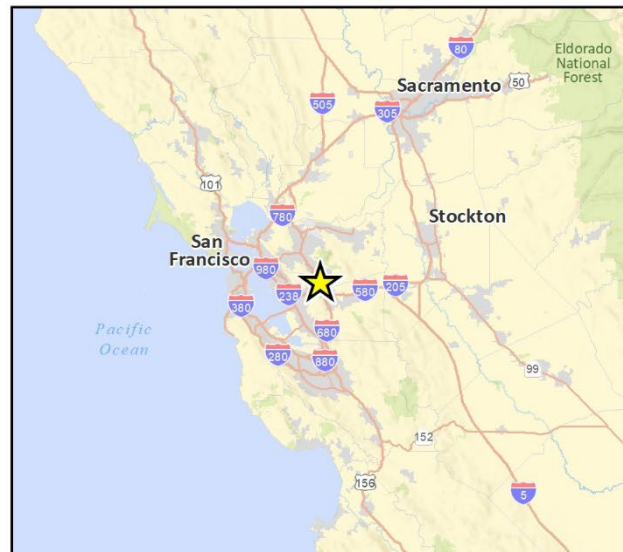 80
Eldorado
National
Forest
Sacramento
50
505
305
101
780
Stockton
San
Francisco
980
580
205
238
380
Pacific
Ocean
680
280
880
99
152
156
5